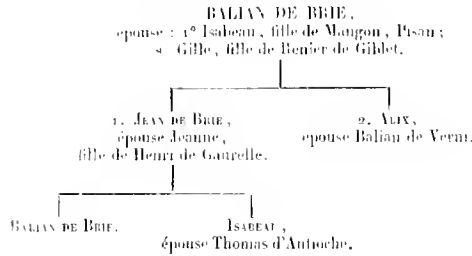 BALIAN DE BRIE,
épouse : 1° Isabeau, fille de Mangon, Pisan;
2° Gille, fille de Renier de Giblet.
1. JEAN DE BRIE,
épouse Jeanne,
fille de Henri de Gaurelle.
2. ALIX,
épouse Balian de Verni.
BALIAN DE BRIE.
ISABEAU,
épouse Thomas d'Antioche.